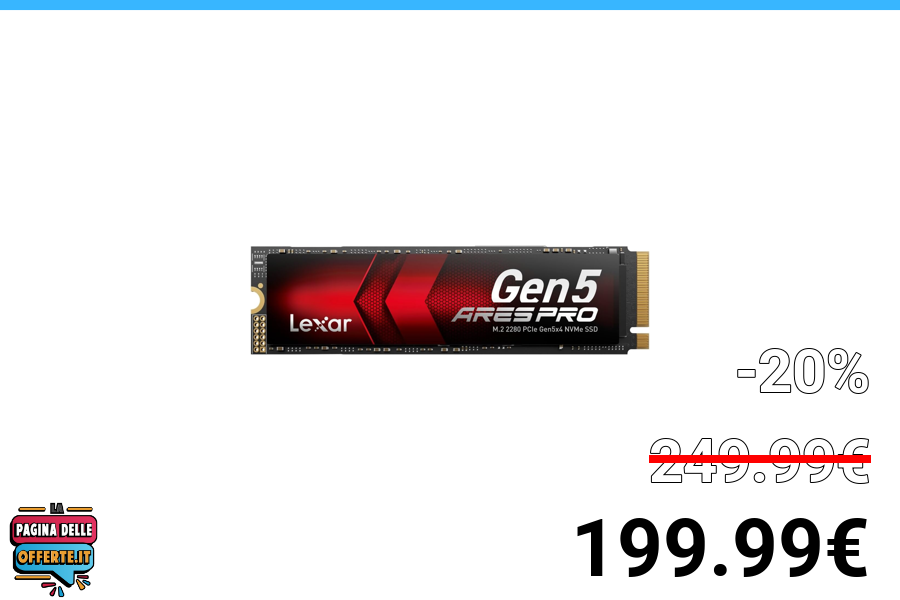 Gen5
ARES PRO
Lexar
M.2 2280 PCIe Gen5x4 NVMe SSD
-20%
249.99€
199.99€
LA
PAGINA DELLE
OFFERTE.IT